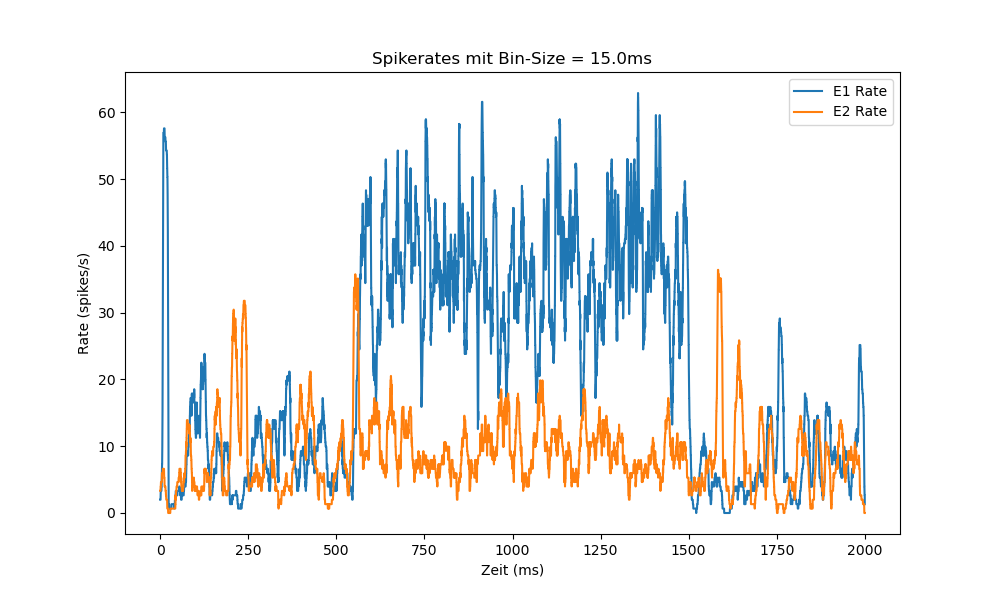 Spikerates mit Bin-Size = 15.0ms
E1 Rate
E2 Rate
Rate (spikes/s)
60
50
40
30
20
10
0
0 250 500 750 1000 1250 1500 1750 2000
Zeit (ms)